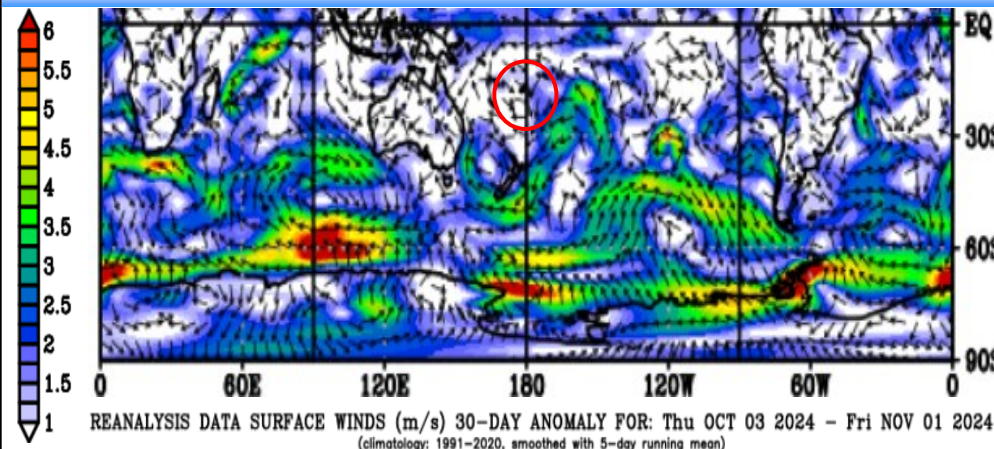 6
5.5
5
4.5
4
3.5
3
2.5
2
1.5
1
EQ
30S
60S
90S
0 60E 120E 180 120W 60W 0
REANALYSIS DATA SURFACE WINDS (m/s) 30-DAY ANOMALY FOR: Thu OCT 03 2024 - Fri NOV 01 2024
(climatology: 1991-2020, smoothed with 5-day running mean)